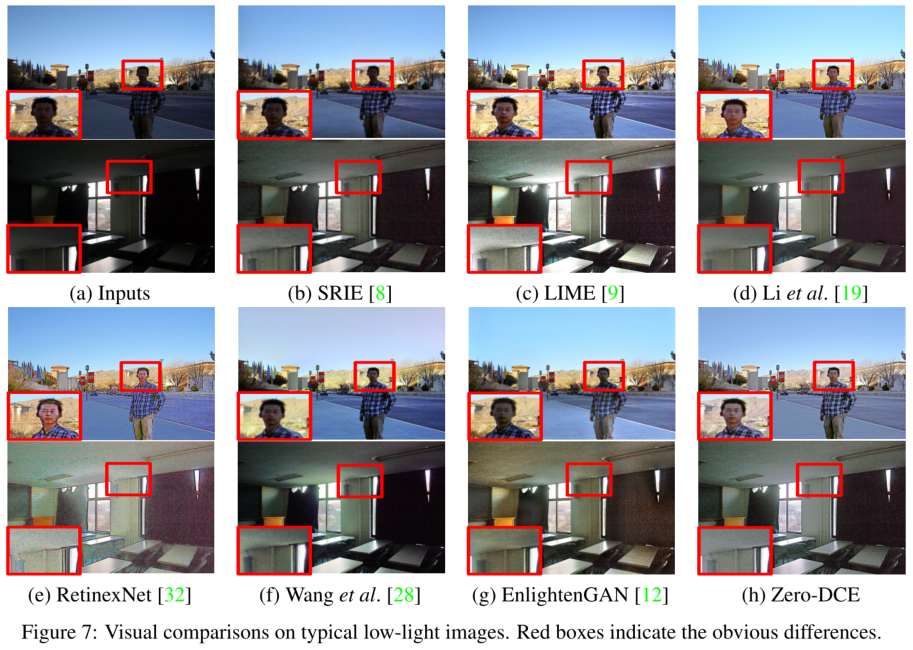 (a) Inputs
(b) SRIE [8]
(c) LIME [9]
(d) Li et al. [19]
(e) RetinexNet [32]
(f) Wang et al. [28]
(g) EnlightenGAN [12]
(h) Zero-DCE
Figure 7: Visual comparisons on typical low-light images. Red boxes indicate the obvious differences.